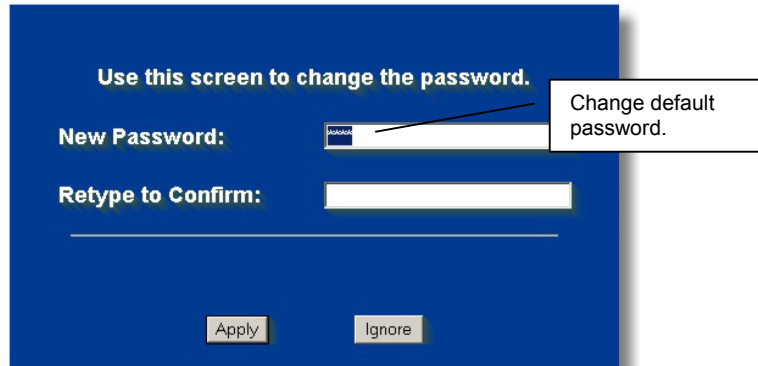 Use this screen to change the password.
Change default
password.
New Password:
Retype to Confirm:
Apply
Ignore